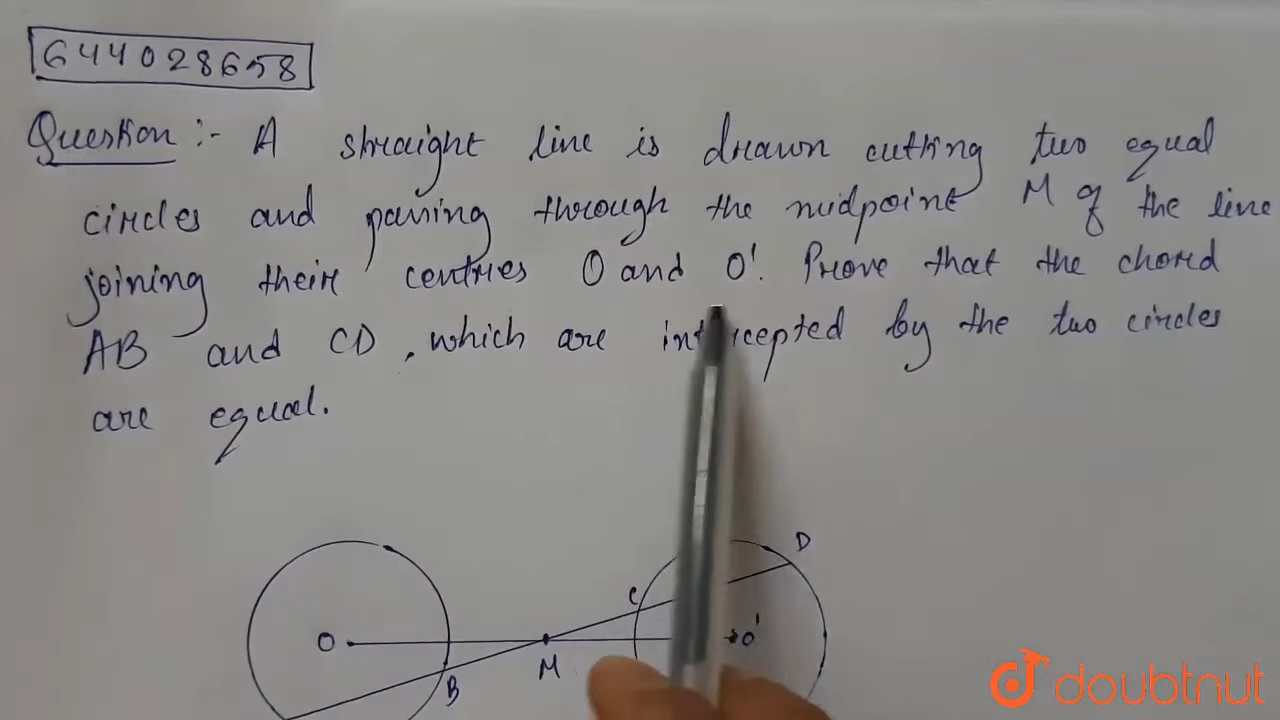 644028658
Question :- A straight line is drawn cutting two equal
circles and passing through the midpoint M of the line
joining their centries O and O'. Prove that the chord
AB and CD, which are intercepted by the two circles
are equal.
D
C
O
O'
M
B
doubtnut